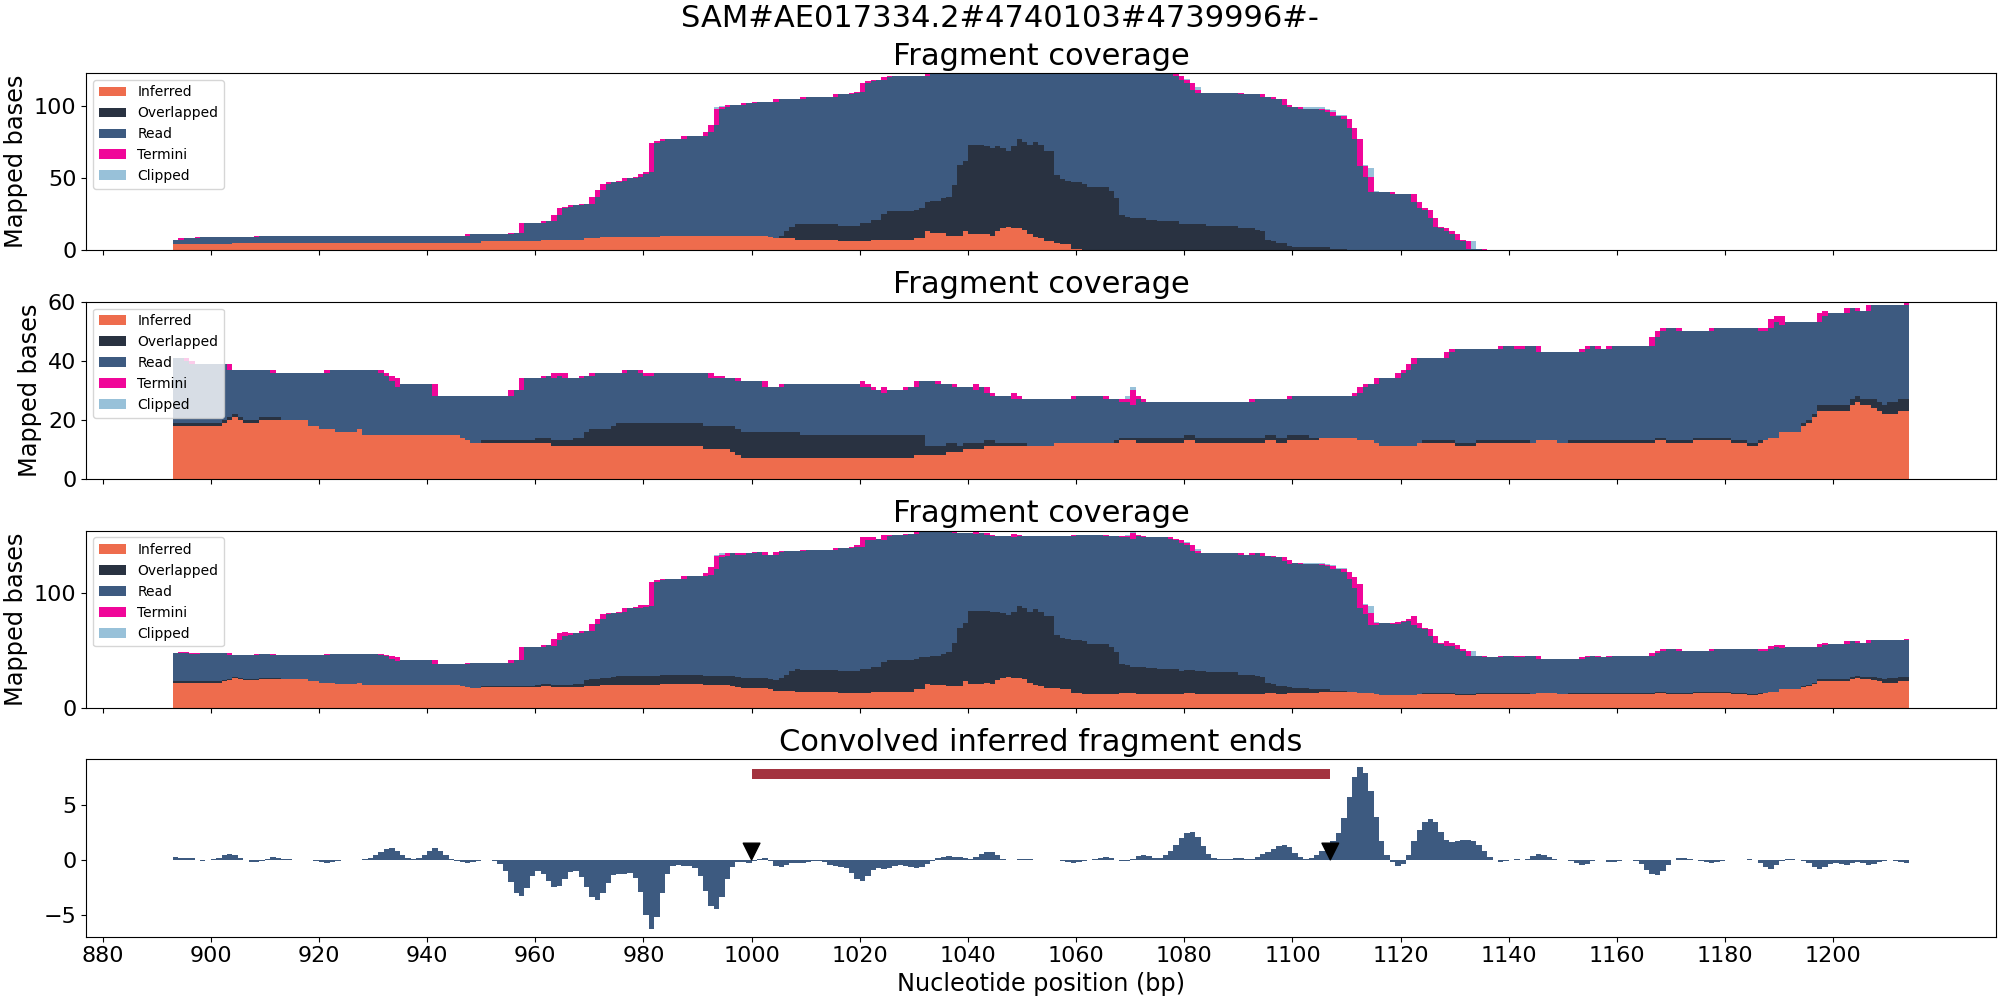 SAM#AE017334.2#4740103#4739996#-
Fragment coverage
Mapped bases
100
50
0
Inferred
Overlapped
Read
Termini
Clipped
Fragment coverage
Mapped bases
60
40
20
0
Inferred
Overlapped
Read
Termini
Clipped
Fragment coverage
Mapped bases
100
0
Inferred
Overlapped
Read
Termini
Clipped
Convolved inferred fragment ends
5
0
−5
880 900 920 940 960 980 1000 1020 1040 1060 1080 1100 1120 1140 1160 1180 1200
Nucleotide position (bp)